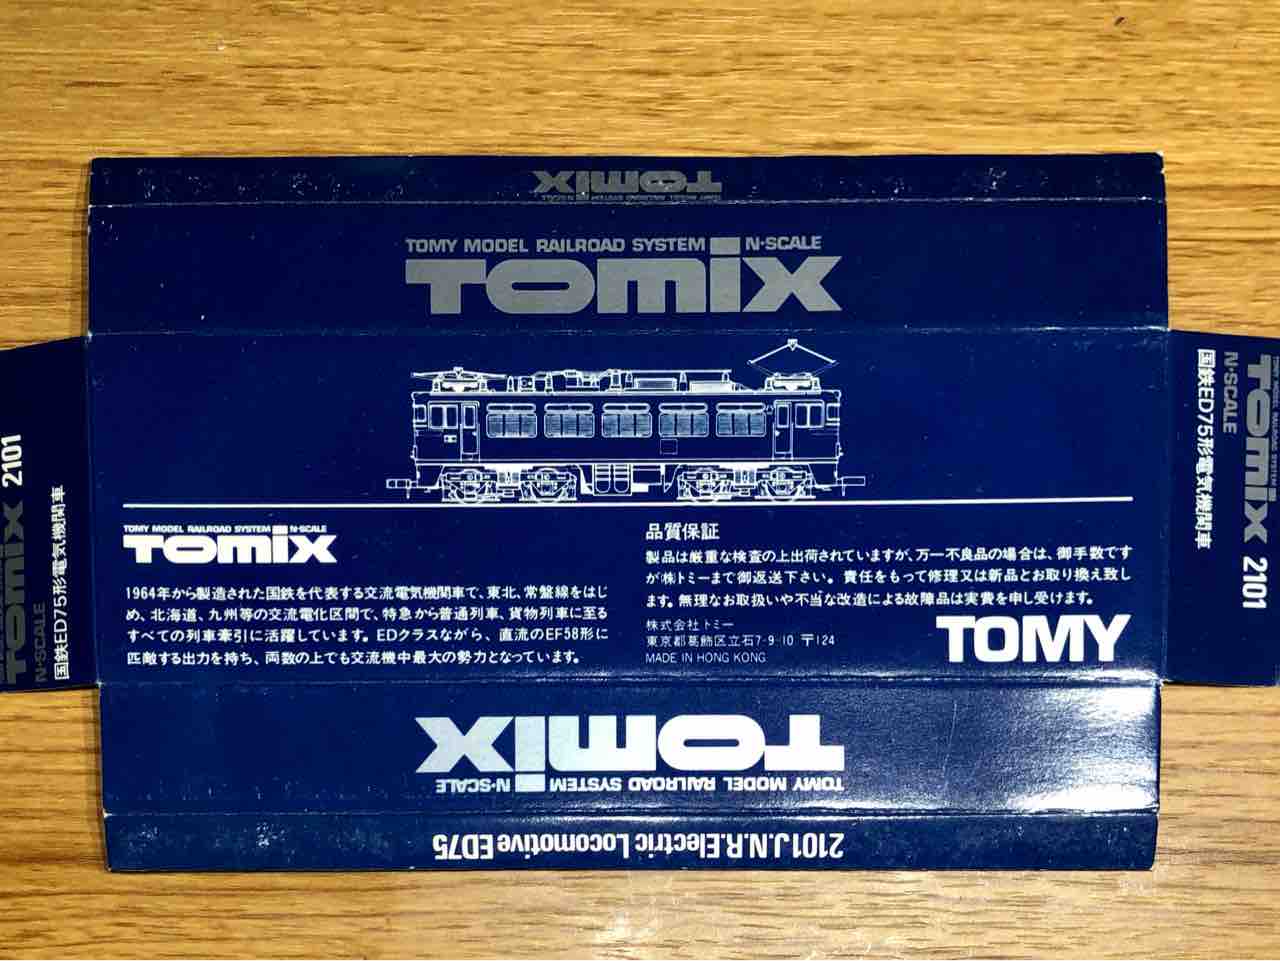 TOMIX
TOMY MODEL RAILROAD SYSTEM N-SCALE
TOMY MODEL RAILROAD SYSTEM N-SCALE
TOMIX
TOMY MODEL RAILROAD SYSTEM N-SCALE
TOMIX
1964年から製造された国鉄を代表する交流電気機関車で、東北、常盤線をはじ
め、北海道、九州等の交流電化区間で、特急から普通列車、貨物列車に至る
すべての列車牽引に活躍しています。EDクラスながら、直流のEF58形に
匹敵する出力を持ち、両数の上でも交流機中最大の勢力となっています。
品質保証
製品は厳重な検査の上出荷されていますが、万一不良品の場合は、御手数です
が(株)トミーまで御返送下さい。責任をもって修理又は新品とお取り換え致し
ます。無理なお取扱いや不当な改造による故障品は実費を申し受けます。
株式会社トミー
東京都葛飾区立石7-9-10 〒124
MADE IN HONG KONG
TOMY
TOMIX
TOMY MODEL RAILROAD SYSTEM N-SCALE
2101 J.N.R. Electric Locomotive ED75
TOMIX 2101
N-SCALE
国鉄ED75形電気機関車
TOMY MODEL RAILROAD SYSTEM
TOMIX 2101
N-SCALE
国鉄ED75形電気機関車